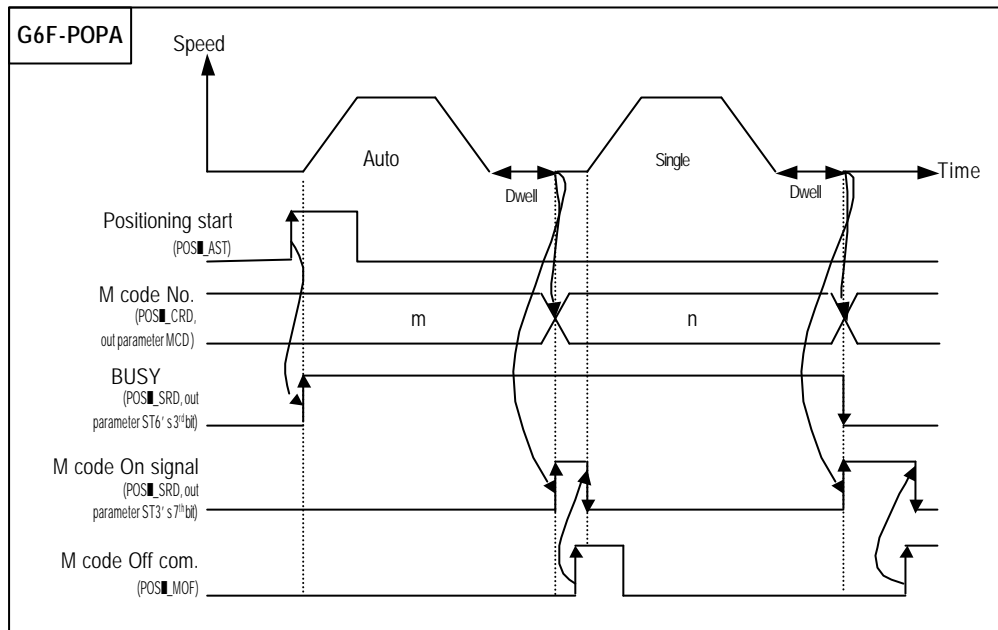 G6F-POPA
Speed
Auto
Single
Dwell
Dwell
Time
Positioning start
(POS■_AST)
M code No.
(POS■_CRD,
out parameter MCD)
m
n
BUSY
(POS■_SRD, out
parameter ST6's 3rd bit)
M code On signal
(POS■_SRD, out
parameter ST3's 7th bit)
M code Off com.
(POS■_MOF)